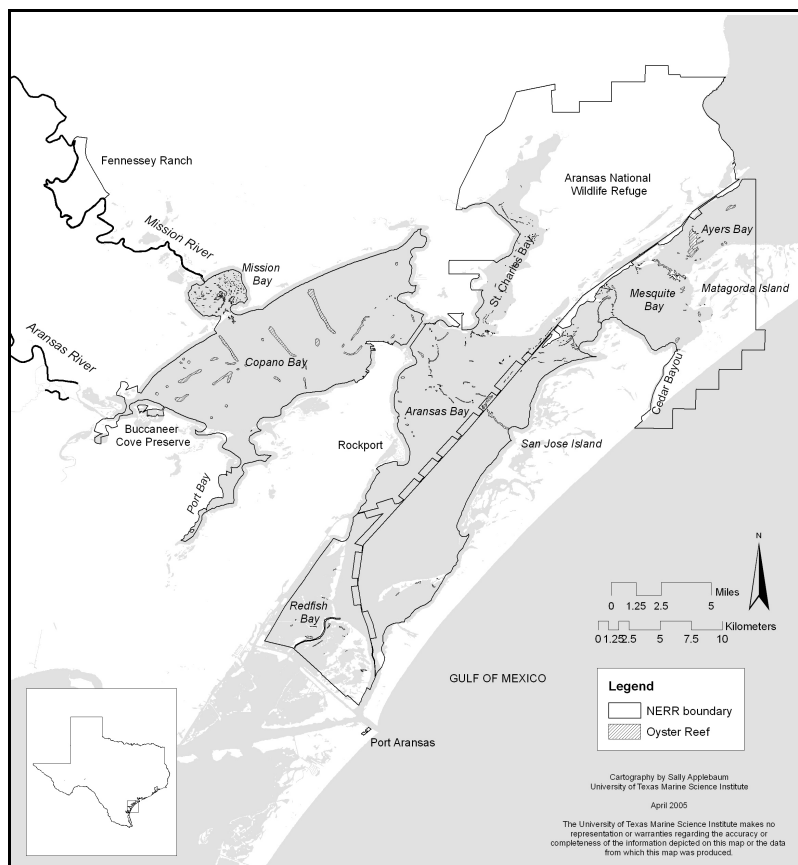 Fennessey Ranch
Aransas National
Wildlife Refuge
Mission River
Mission
Bay
St. Charles Bay
Ayers Bay
Mesquite
Bay
Matagorda Island
Aransas River
Copano Bay
Cedar Bayou
Aransas Bay
Buccaneer
Cove Preserve
Rockport
San Jose Island
Port Bay
N
Miles
0 1.25 2.5 5
Redfish
Bay
Kilometers
0 1.25 2.5 5 7.5 10
GULF OF MEXICO
Legend
NERR boundary
Oyster Reef
Port Aransas
Cartography by Sally Applebaum
University of Texas Marine Science Institute
April 2005
The University of Texas Marine Science Institute makes no
representation or warranties regarding the accuracy or
completeness of the information depicted on this map or the data
from which this map was produced.